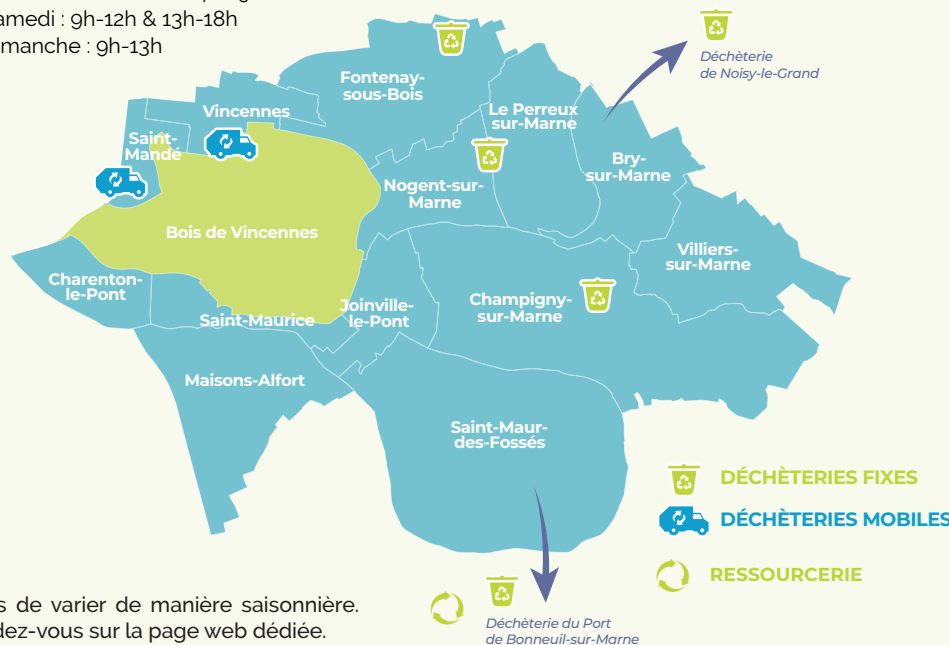 amedi : 9h-12h & 13h-18h
manche : 9h-13h
Déchèterie
de Noisy-le-Grand
Fontenay-
sous-Bois
Vincennes
Le Perreux
sur-Marne
Saint-
Mandé
Bry-
sur-Marne
Nogent-sur-
Marne
Bois de Vincennes
Villiers-
sur-Marne
Charenton-
le-Pont
Saint-Maurice
Joinville-
le-Pont
Champigny-
sur-Marne
Maisons-Alfort
Saint-Maur-
des-Fossés
DÉCHÈTERIES FIXES
DÉCHÈTERIES MOBILES
RESSOURCERIE
s de varier de manière saisonnière.
dez-vous sur la page web dédiée.
Déchèterie du Port
de Bonneuil-sur-Marne